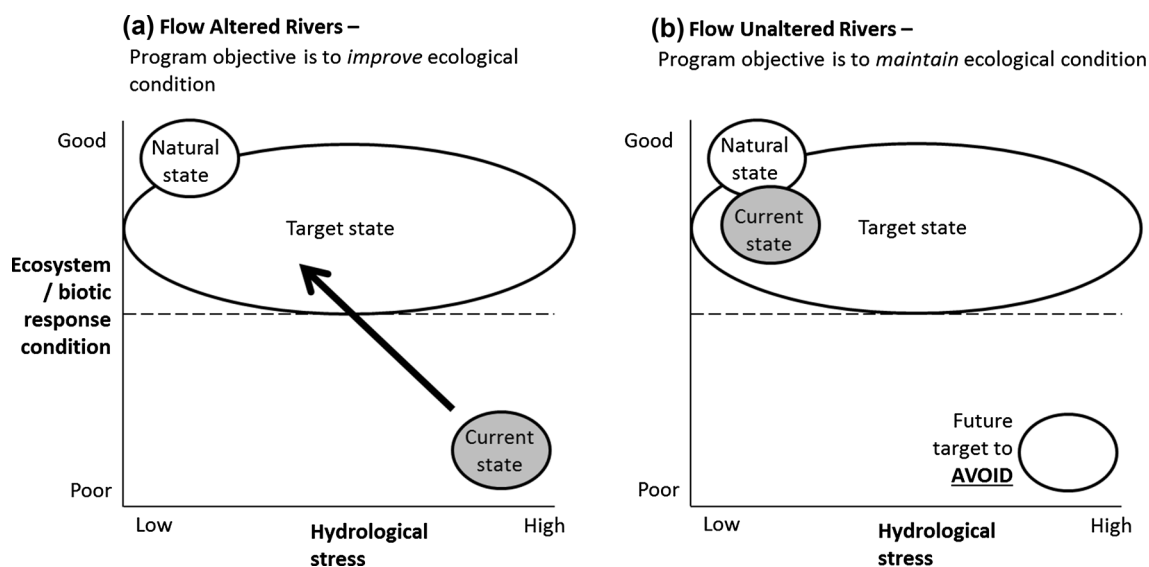 (a) Flow Altered Rivers –
Program objective is to improve ecological
condition
Good
Natural
state
Target state
Ecosystem
/ biotic
response
condition
Current
state
Poor
Low
Hydrological
stress
High
(b) Flow Unaltered Rivers –
Program objective is to maintain ecological condition
Good
Natural
state
Current
state
Target state
Future
target to
AVOID
Poor
Low
Hydrological
stress
High